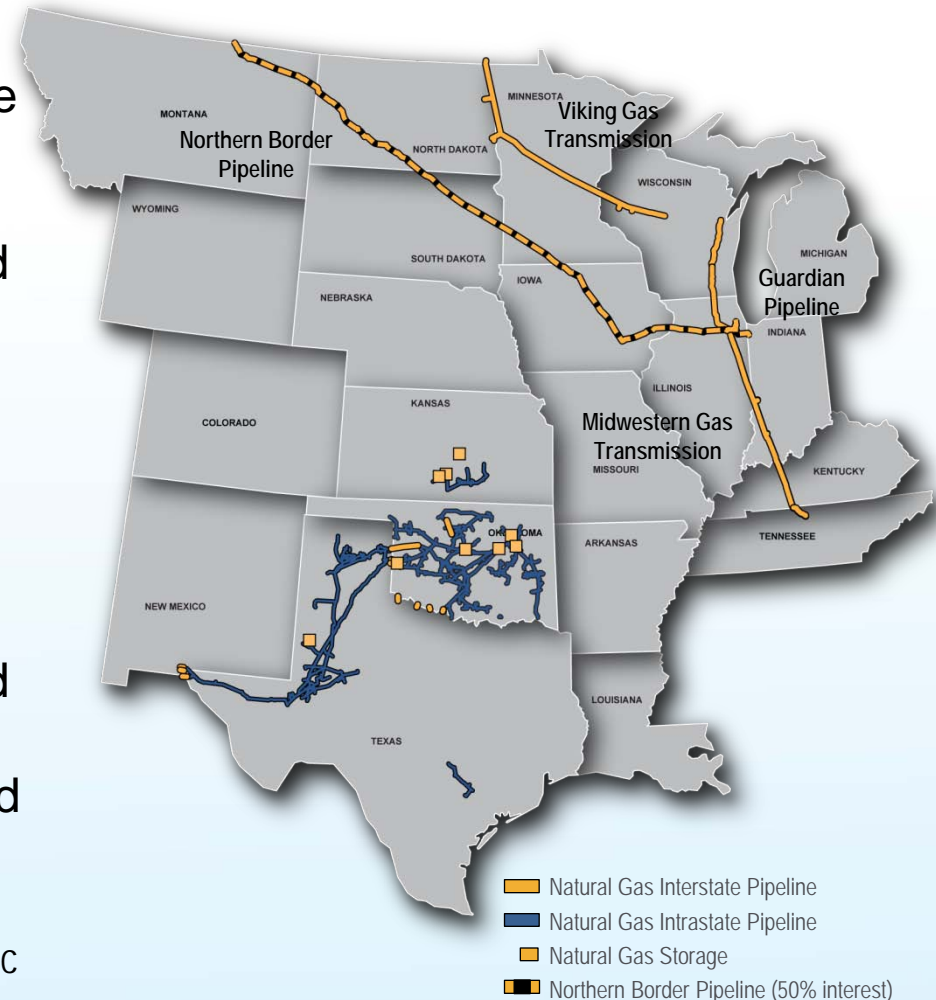 e
d
d
d
C
MONTANA
Northern Border
Pipeline
NORTH DAKOTA
MINNESOTA
Viking Gas
Transmission
WISCONSIN
WYOMING
SOUTH DAKOTA
MICHIGAN
Guardian
Pipeline
IOWA
NEBRASKA
INDIANA
ILLINOIS
KANSAS
COLORADO
Midwestern Gas
Transmission
MISSOURI
KENTUCKY
TENNESSEE
ARKANSAS
NEW MEXICO
LOUISIANA
TEXAS
Natural Gas Interstate Pipeline
Natural Gas Intrastate Pipeline
Natural Gas Storage
Northern Border Pipeline (50% interest)